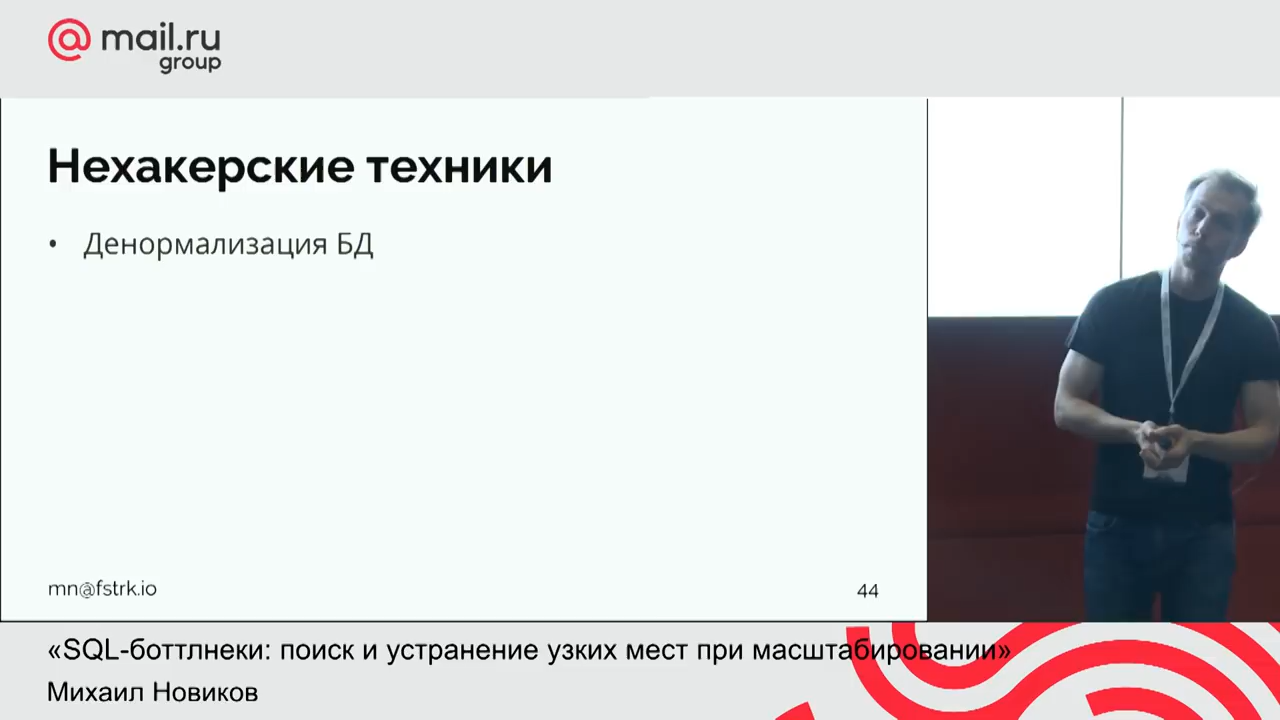 mail.ru
group
Нехакерские техники
• Денормализация БД
mn@fstrk.io
44
«SQL-боттлнеки: поиск и устранение узких мест при масштабировании»
Михаил Новиков